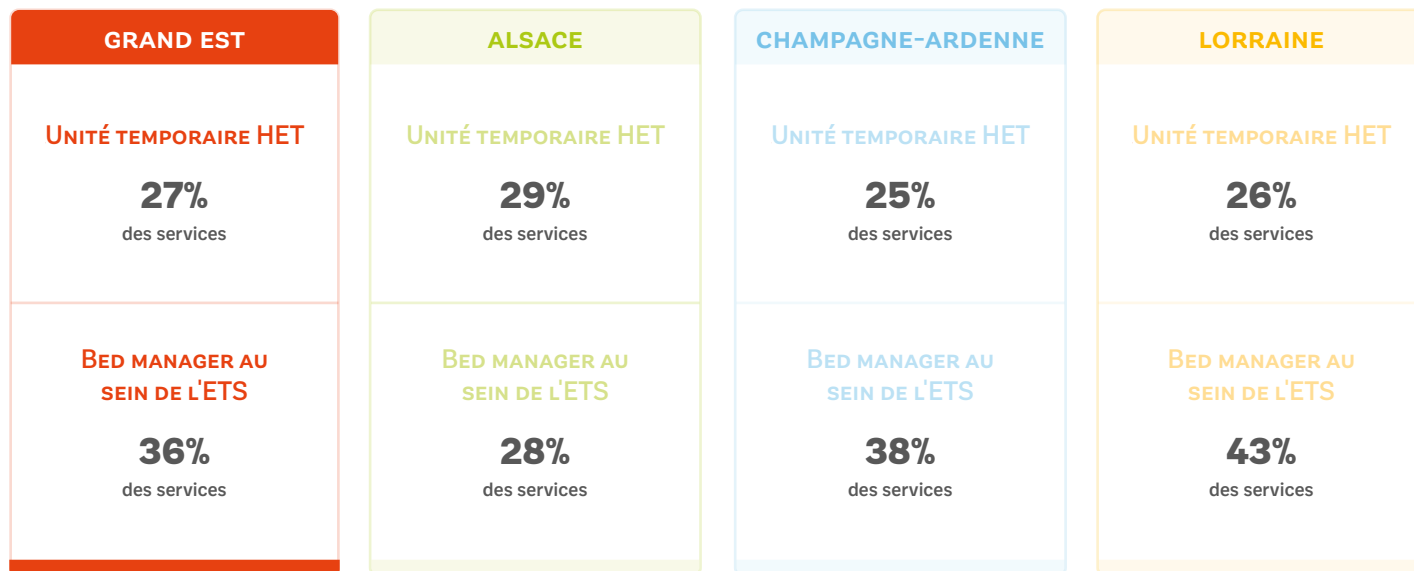 GRAND EST
Unité temporaire HET
27%
des services
Bed manager au
sein de l'ETS
36%
des services
ALSACE
Unité temporaire HET
29%
des services
Bed manager au
sein de l'ETS
28%
des services
CHAMPAGNE-ARDENNE
Unité temporaire HET
25%
des services
Bed manager au
sein de l'ETS
38%
des services
LORRAINE
Unité temporaire HET
26%
des services
Bed manager au
sein de l'ETS
43%
des services